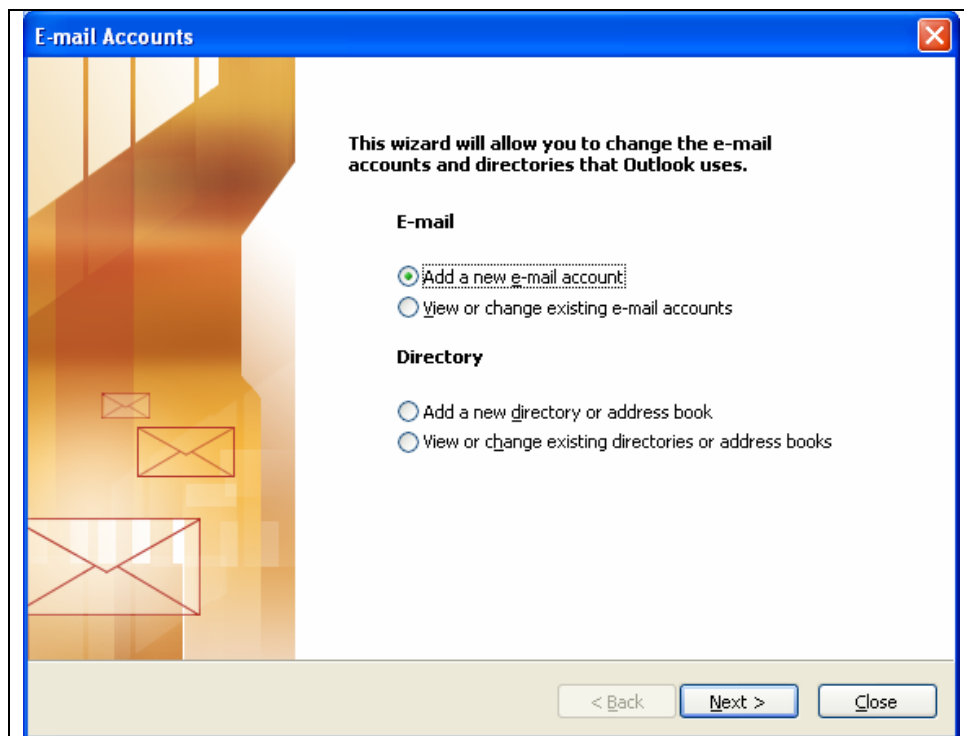 E-mail Accounts
This wizard will allow you to change the e-mail
accounts and directories that Outlook uses.
E-mail
Add a new e-mail account
View or change existing e-mail accounts
Directory
Add a new directory or address book
View or change existing directories or address books
< Back
Next >
Close